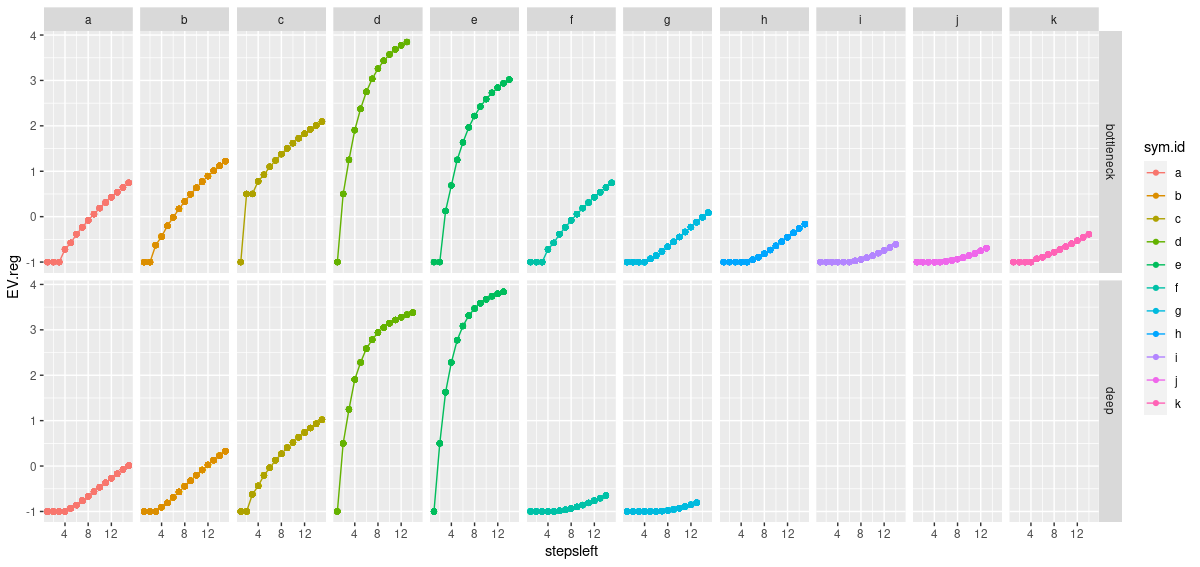 a b c d e f g h i j k
4
3
2
1
0
-1
bottleneck
EV.reg
4
3
2
1
0
-1
deep
4 8 12 4 8 12 4 8 12 4 8 12 4 8 12 4 8 12 4 8 12 4 8 12 4 8 12 4 8 12 4 8 12
stepsleft
sym.id
a
b
c
d
e
f
g
h
i
j
k